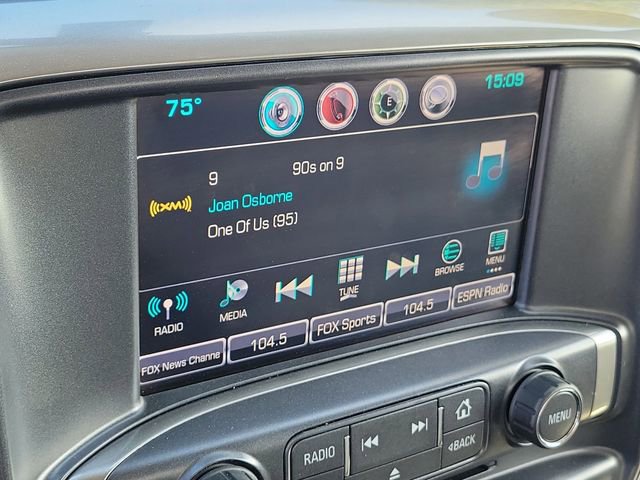 75° E 15:09
9 90s on 9
((XM)) Joan Osborne
One Of Us (95)
RADIO MEDIA TUNE BROWSE MENU
FOX News Channe 104.5 FOX Sports 104.5 ESPN Radio
RADIO MENU
BACK